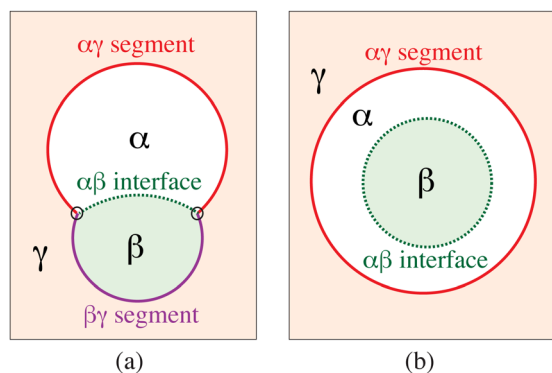 αγ segment
α
αβ interface
β
γ
βγ segment
(a)
αγ segment
γ
α
β
αβ interface
(b)